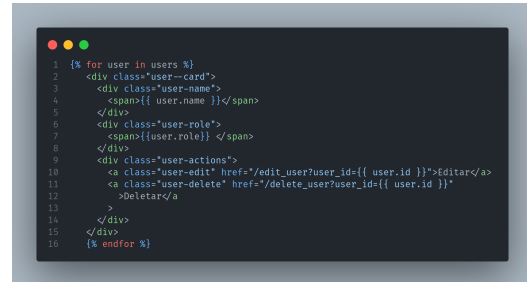 1 {% for user in users %}
2 <div class="user--card">
3 <div class="user-name">
4 <span>{{ user.name }}</span>
5 </div>
6 <div class="user-role">
7 <span>{{user.role}} </span>
8 </div>
9 <div class="user-actions">
10 <a class="user-edit" href="/edit_user?user_id={{ user.id }}">Editar</a>
11 <a class="user-delete" href="/delete_user?user_id={{ user.id }}"
12 >Deletar</a
13 >
14 </div>
15 </div>
16 {% endfor %}